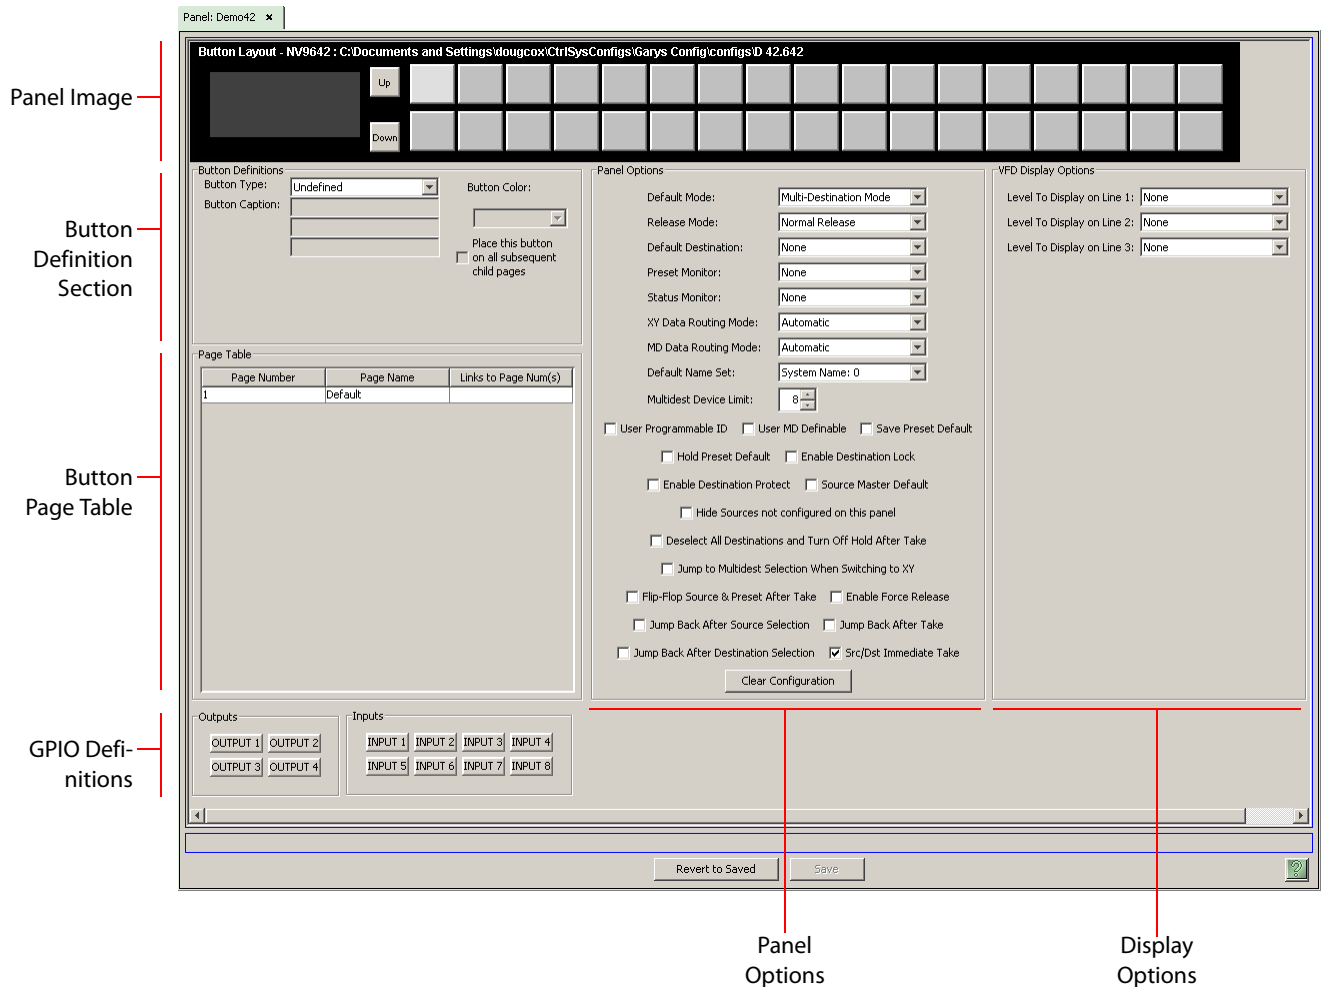 Panel: Demo42 ×
Button Layout - NV9642 : C:\Documents and Settings\dougcox\CtrlSysConfigs\Garys Config\configs\D 42.642
Up
Down
Panel Image
Button Definitions
Button Type: Undefined
Button Caption:
Button Color:
Place this button
on all subsequent
child pages
Button
Definition
Section
Page Table
Page Number Page Name Links to Page Num(s)
1 Default
Button
Page Table
Outputs
OUTPUT 1 OUTPUT 2
OUTPUT 3 OUTPUT 4
Inputs
INPUT 1 INPUT 2 INPUT 3 INPUT 4
INPUT 5 INPUT 6 INPUT 7 INPUT 8
GPIO Defi-
nitions
Panel Options
Default Mode: Multi-Destination Mode
Release Mode: Normal Release
Default Destination: None
Preset Monitor: None
Status Monitor: None
XY Data Routing Mode: Automatic
MD Data Routing Mode: Automatic
Default Name Set: System Name: 0
Multidest Device Limit: 8
User Programmable ID User MD Definable Save Preset Default
Hold Preset Default Enable Destination Lock
Enable Destination Protect Source Master Default
Hide Sources not configured on this panel
Deselect All Destinations and Turn Off Hold After Take
Jump to Multidest Selection When Switching to XY
Flip-Flop Source & Preset After Take Enable Force Release
Jump Back After Source Selection Jump Back After Take
Jump Back After Destination Selection Src/Dst Immediate Take
Clear Configuration
VFD Display Options
Level To Display on Line 1: None
Level To Display on Line 2: None
Level To Display on Line 3: None
Revert to Saved Save ?
Panel
Options
Display
Options